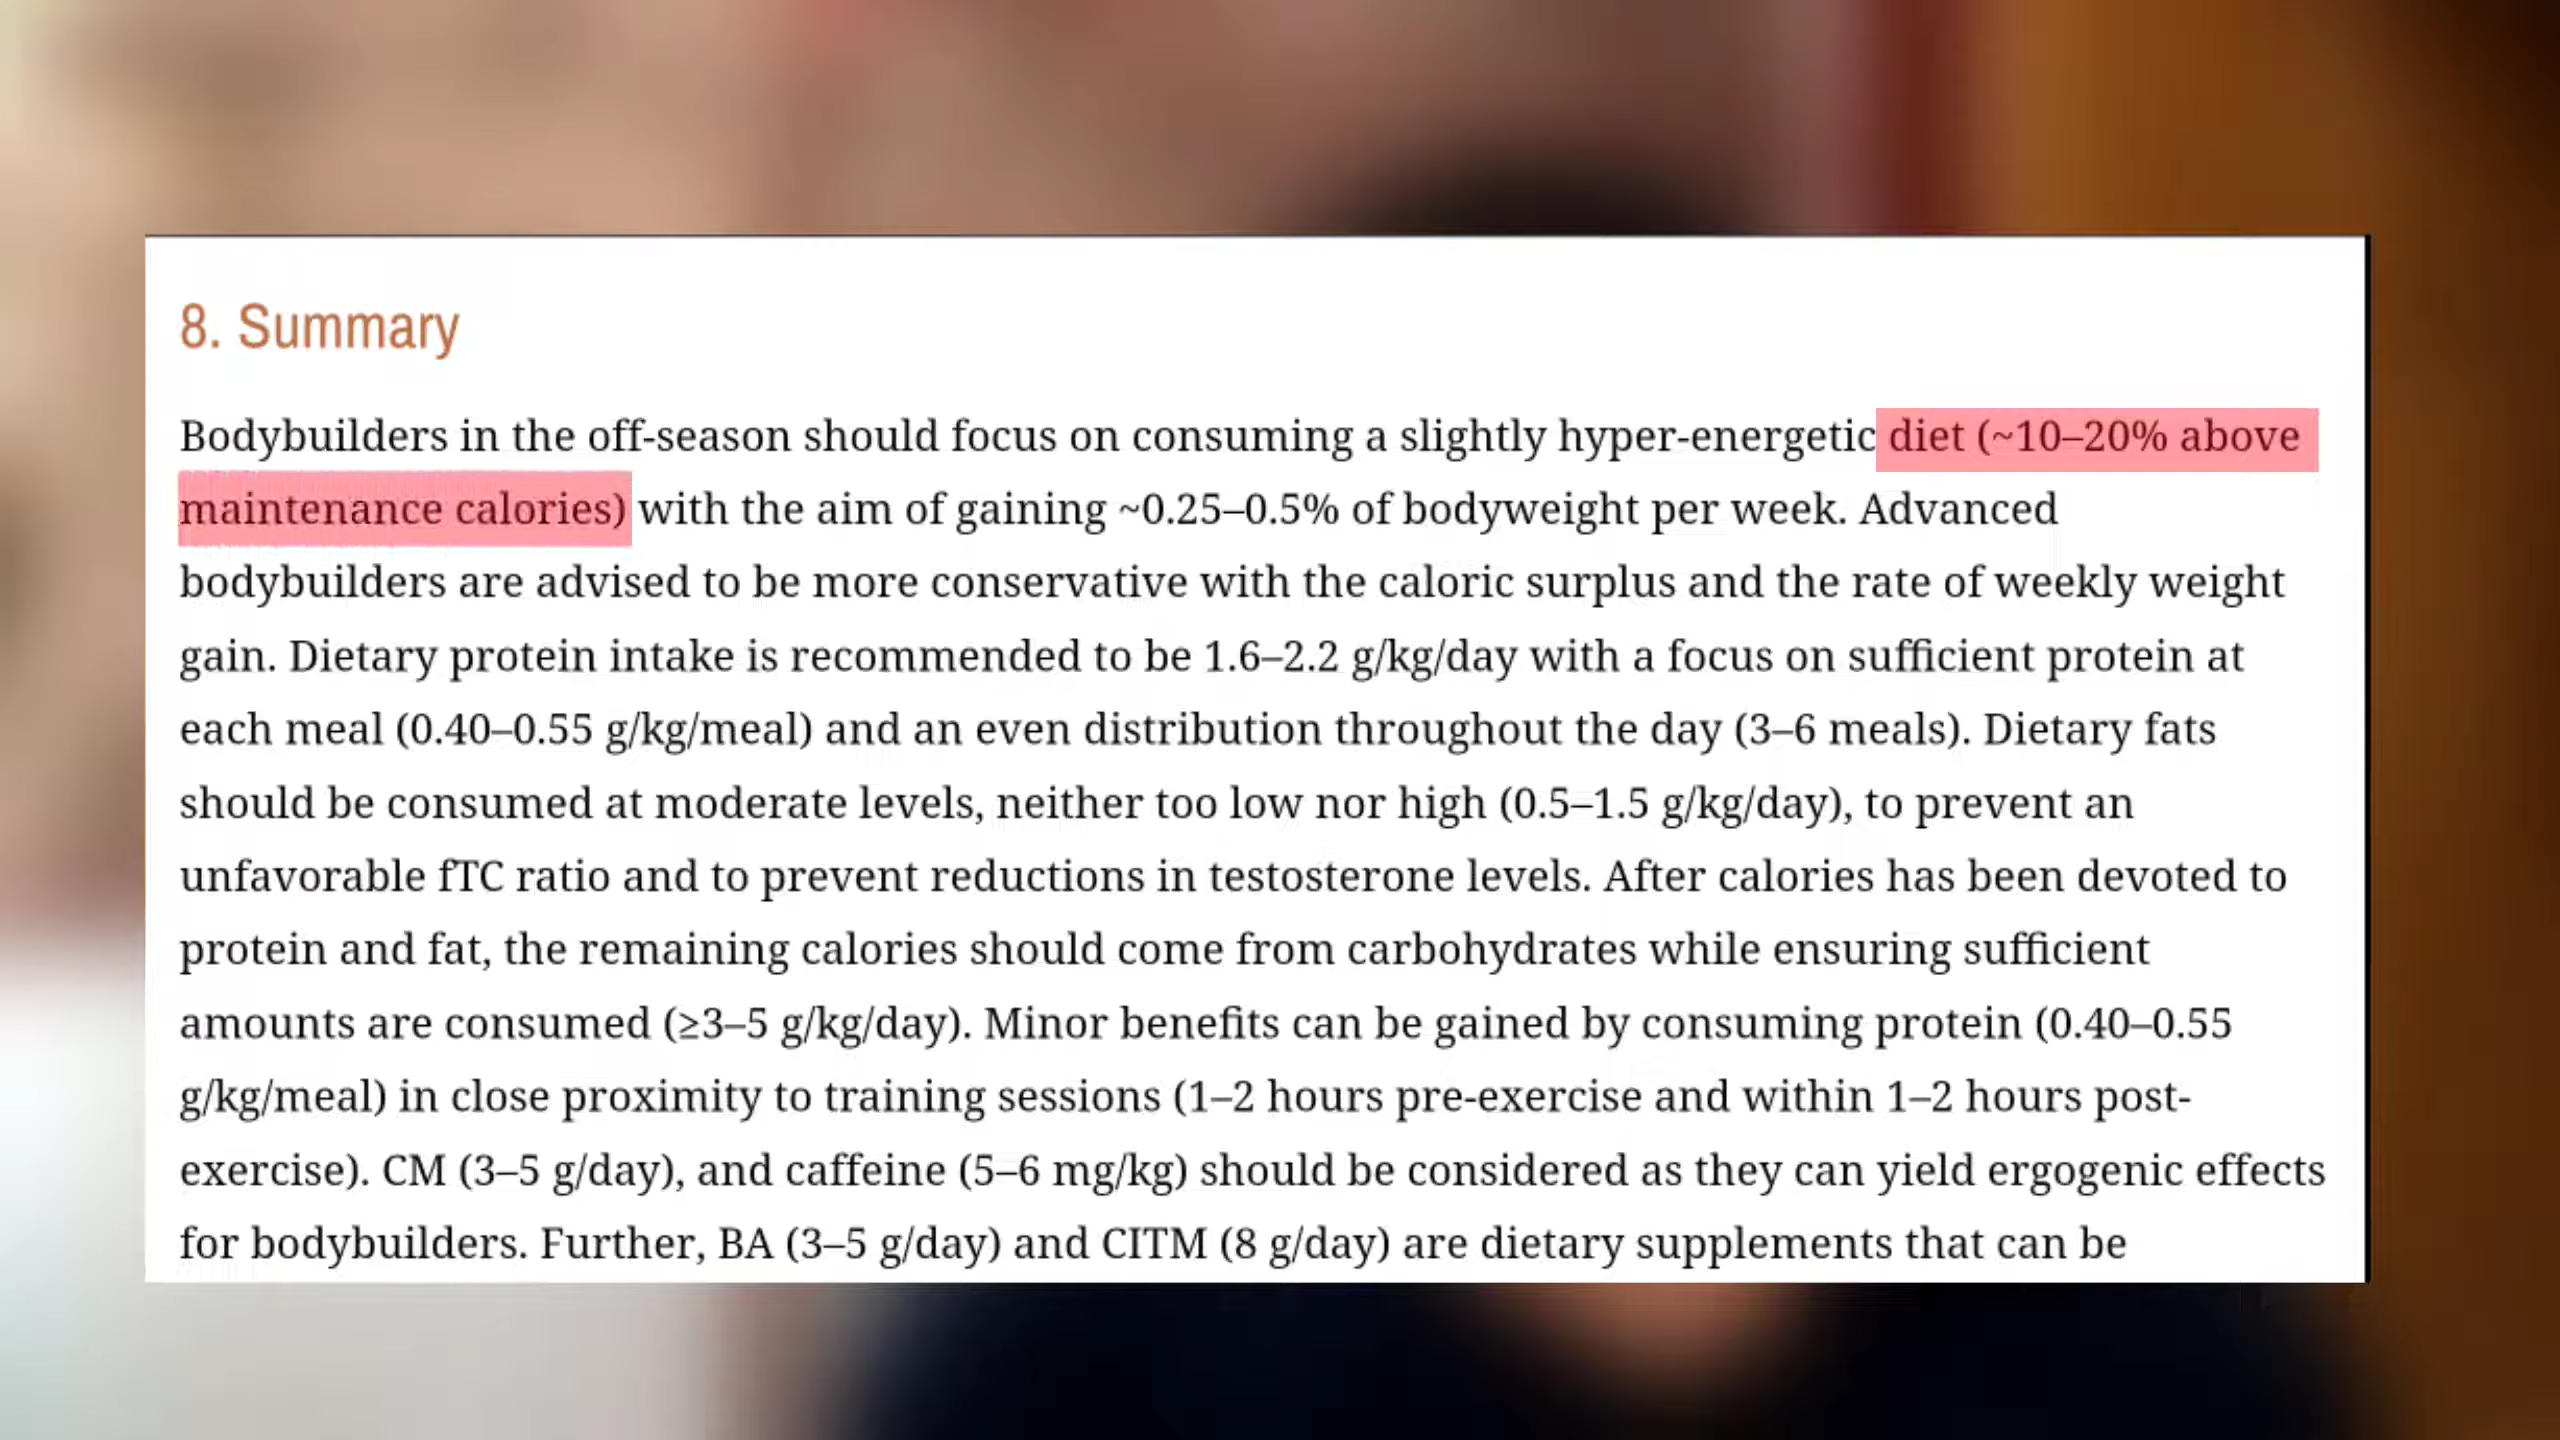 8. Summary
Bodybuilders in the off-season should focus on consuming a slightly hyper-energetic diet (~10–20% above
maintenance calories) with the aim of gaining ~0.25–0.5% of bodyweight per week. Advanced
bodybuilders are advised to be more conservative with the caloric surplus and the rate of weekly weight
gain. Dietary protein intake is recommended to be 1.6–2.2 g/kg/day with a focus on sufficient protein at
each meal (0.40–0.55 g/kg/meal) and an even distribution throughout the day (3–6 meals). Dietary fats
should be consumed at moderate levels, neither too low nor high (0.5–1.5 g/kg/day), to prevent an
unfavorable fTC ratio and to prevent reductions in testosterone levels. After calories has been devoted to
protein and fat, the remaining calories should come from carbohydrates while ensuring sufficient
amounts are consumed (≥3–5 g/kg/day). Minor benefits can be gained by consuming protein (0.40–0.55
g/kg/meal) in close proximity to training sessions (1–2 hours pre-exercise and within 1–2 hours post-
exercise). CM (3–5 g/day), and caffeine (5–6 mg/kg) should be considered as they can yield ergogenic effects
for bodybuilders. Further, BA (3–5 g/day) and CITM (8 g/day) are dietary supplements that can be